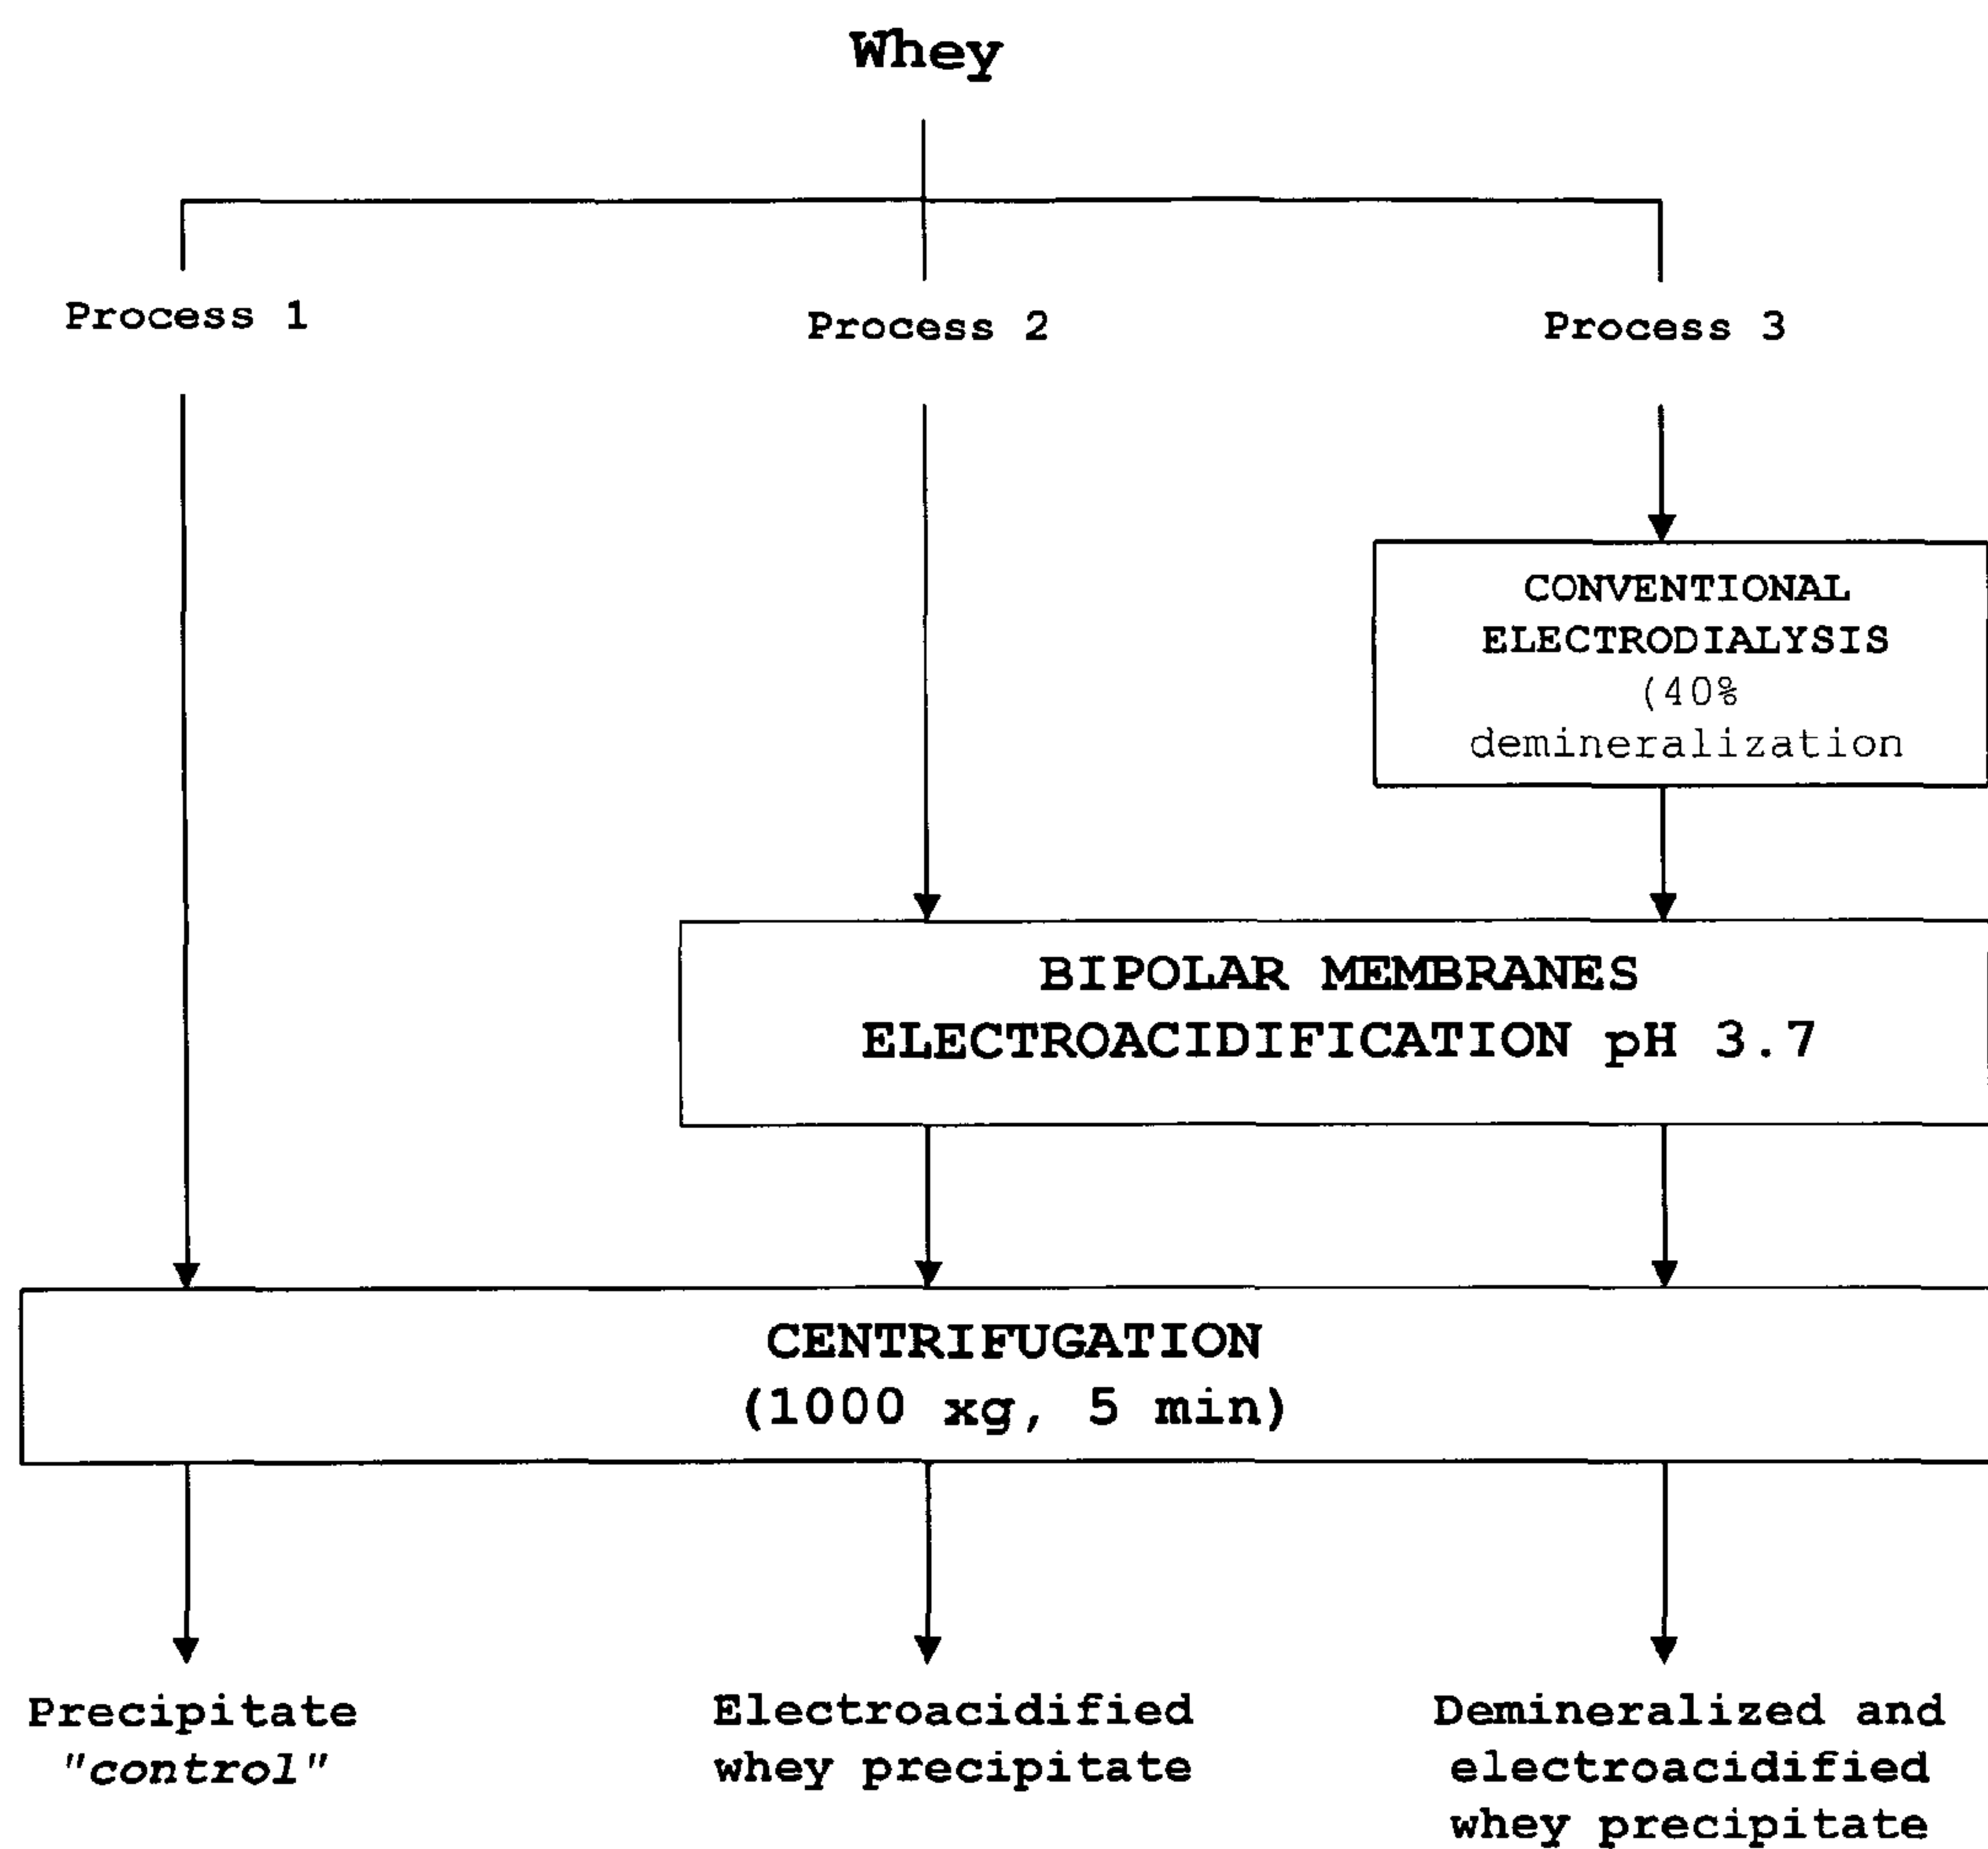 Whey
Process 1
Process 2
Process 3
CONVENTIONAL
ELECTRODIALYSIS
(40%
demineralization
BIPOLAR MEMBRANES
ELECTROACIDIFICATION pH 3.7
CENTRIFUGATION
(1000 xg, 5 min)
Precipitate
"control"
Electroacidified
whey precipitate
Demineralized and
electroacidified
whey precipitate